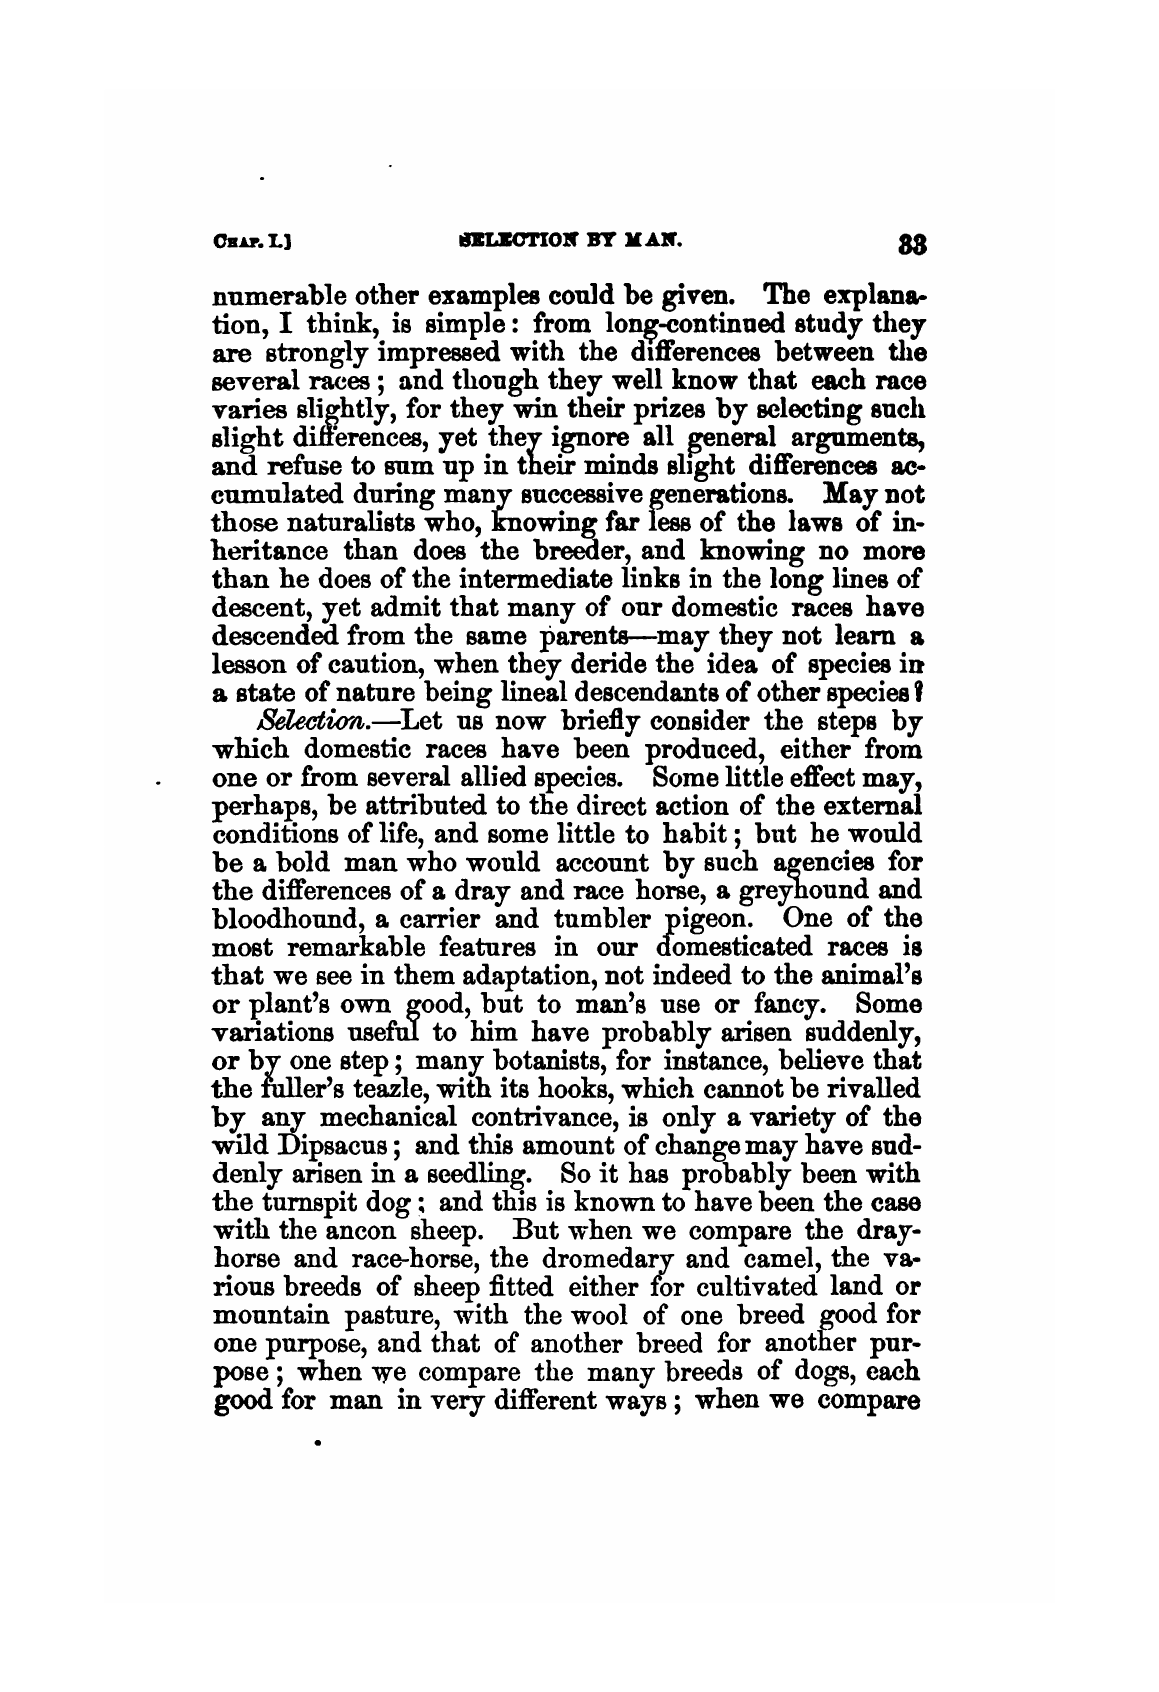 CHAP. I.] SELECTION BY MAN. 33
numerable other examples could be given. The explana-
tion, I think, is simple: from long-continued study they
are strongly impressed with the differences between the
several races; and though they well know that each race
varies slightly, for they win their prizes by selecting such
slight differences, yet they ignore all general arguments,
and refuse to sum up in their minds slight differences ac-
cumulated during many successive generations. May not
those naturalists who, knowing far less of the laws of in-
heritance than does the breeder, and knowing no more
than he does of the intermediate links in the long lines of
descent, yet admit that many of our domestic races have
descended from the same parents—may they not learn a
lesson of caution, when they deride the idea of species in
a state of nature being lineal descendants of other species?
Selection.—Let us now briefly consider the steps by
which domestic races have been produced, either from
one or from several allied species. Some little effect may,
perhaps, be attributed to the direct action of the external
conditions of life, and some little to habit; but he would
be a bold man who would account by such agencies for
the differences of a dray and race horse, a greyhound and
bloodhound, a carrier and tumbler pigeon. One of the
most remarkable features in our domesticated races is
that we see in them adaptation, not indeed to the animal's
or plant's own good, but to man's use or fancy. Some
variations useful to him have probably arisen suddenly,
or by one step; many botanists, for instance, believe that
the fuller's teazle, with its hooks, which cannot be rivalled
by any mechanical contrivance, is only a variety of the
wild Dipsacus; and this amount of change may have sud-
denly arisen in a seedling. So it has probably been with
the turnspit dog; and this is known to have been the case
with the ancon sheep. But when we compare the dray-
horse and race-horse, the dromedary and camel, the va-
rious breeds of sheep fitted either for cultivated land or
mountain pasture, with the wool of one breed good for
one purpose, and that of another breed for another pur-
pose; when we compare the many breeds of dogs, each
good for man in very different ways; when we compare